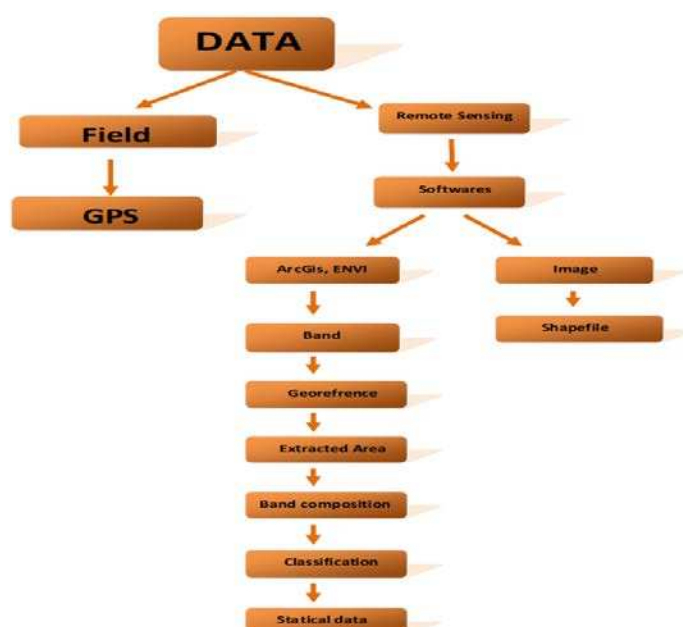 DATA
Field
Remote Sensing
GPS
Softwares
ArcGis, ENVI
Image
Band
Shapefile
Georefrence
Extracted Area
Band composition
Classification
Statical data